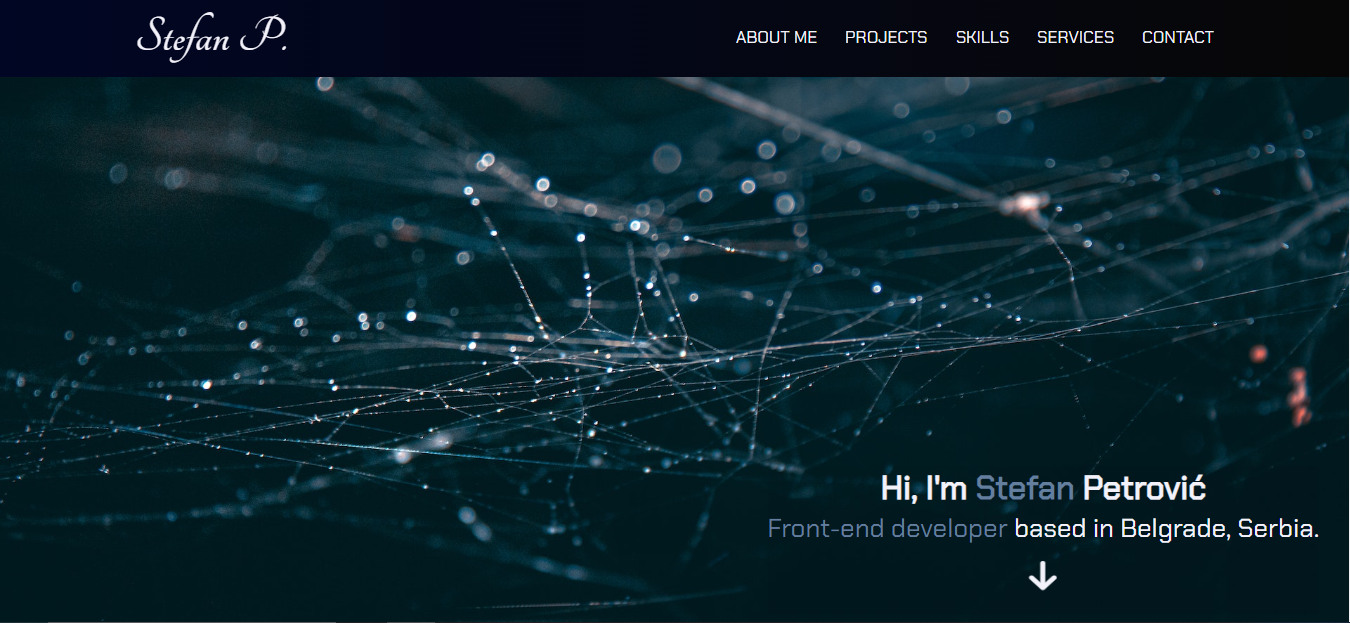 Stefan P.
ABOUT ME PROJECTS SKILLS SERVICES CONTACT
Hi, I'm Stefan Petrović
Front-end developer based in Belgrade, Serbia.